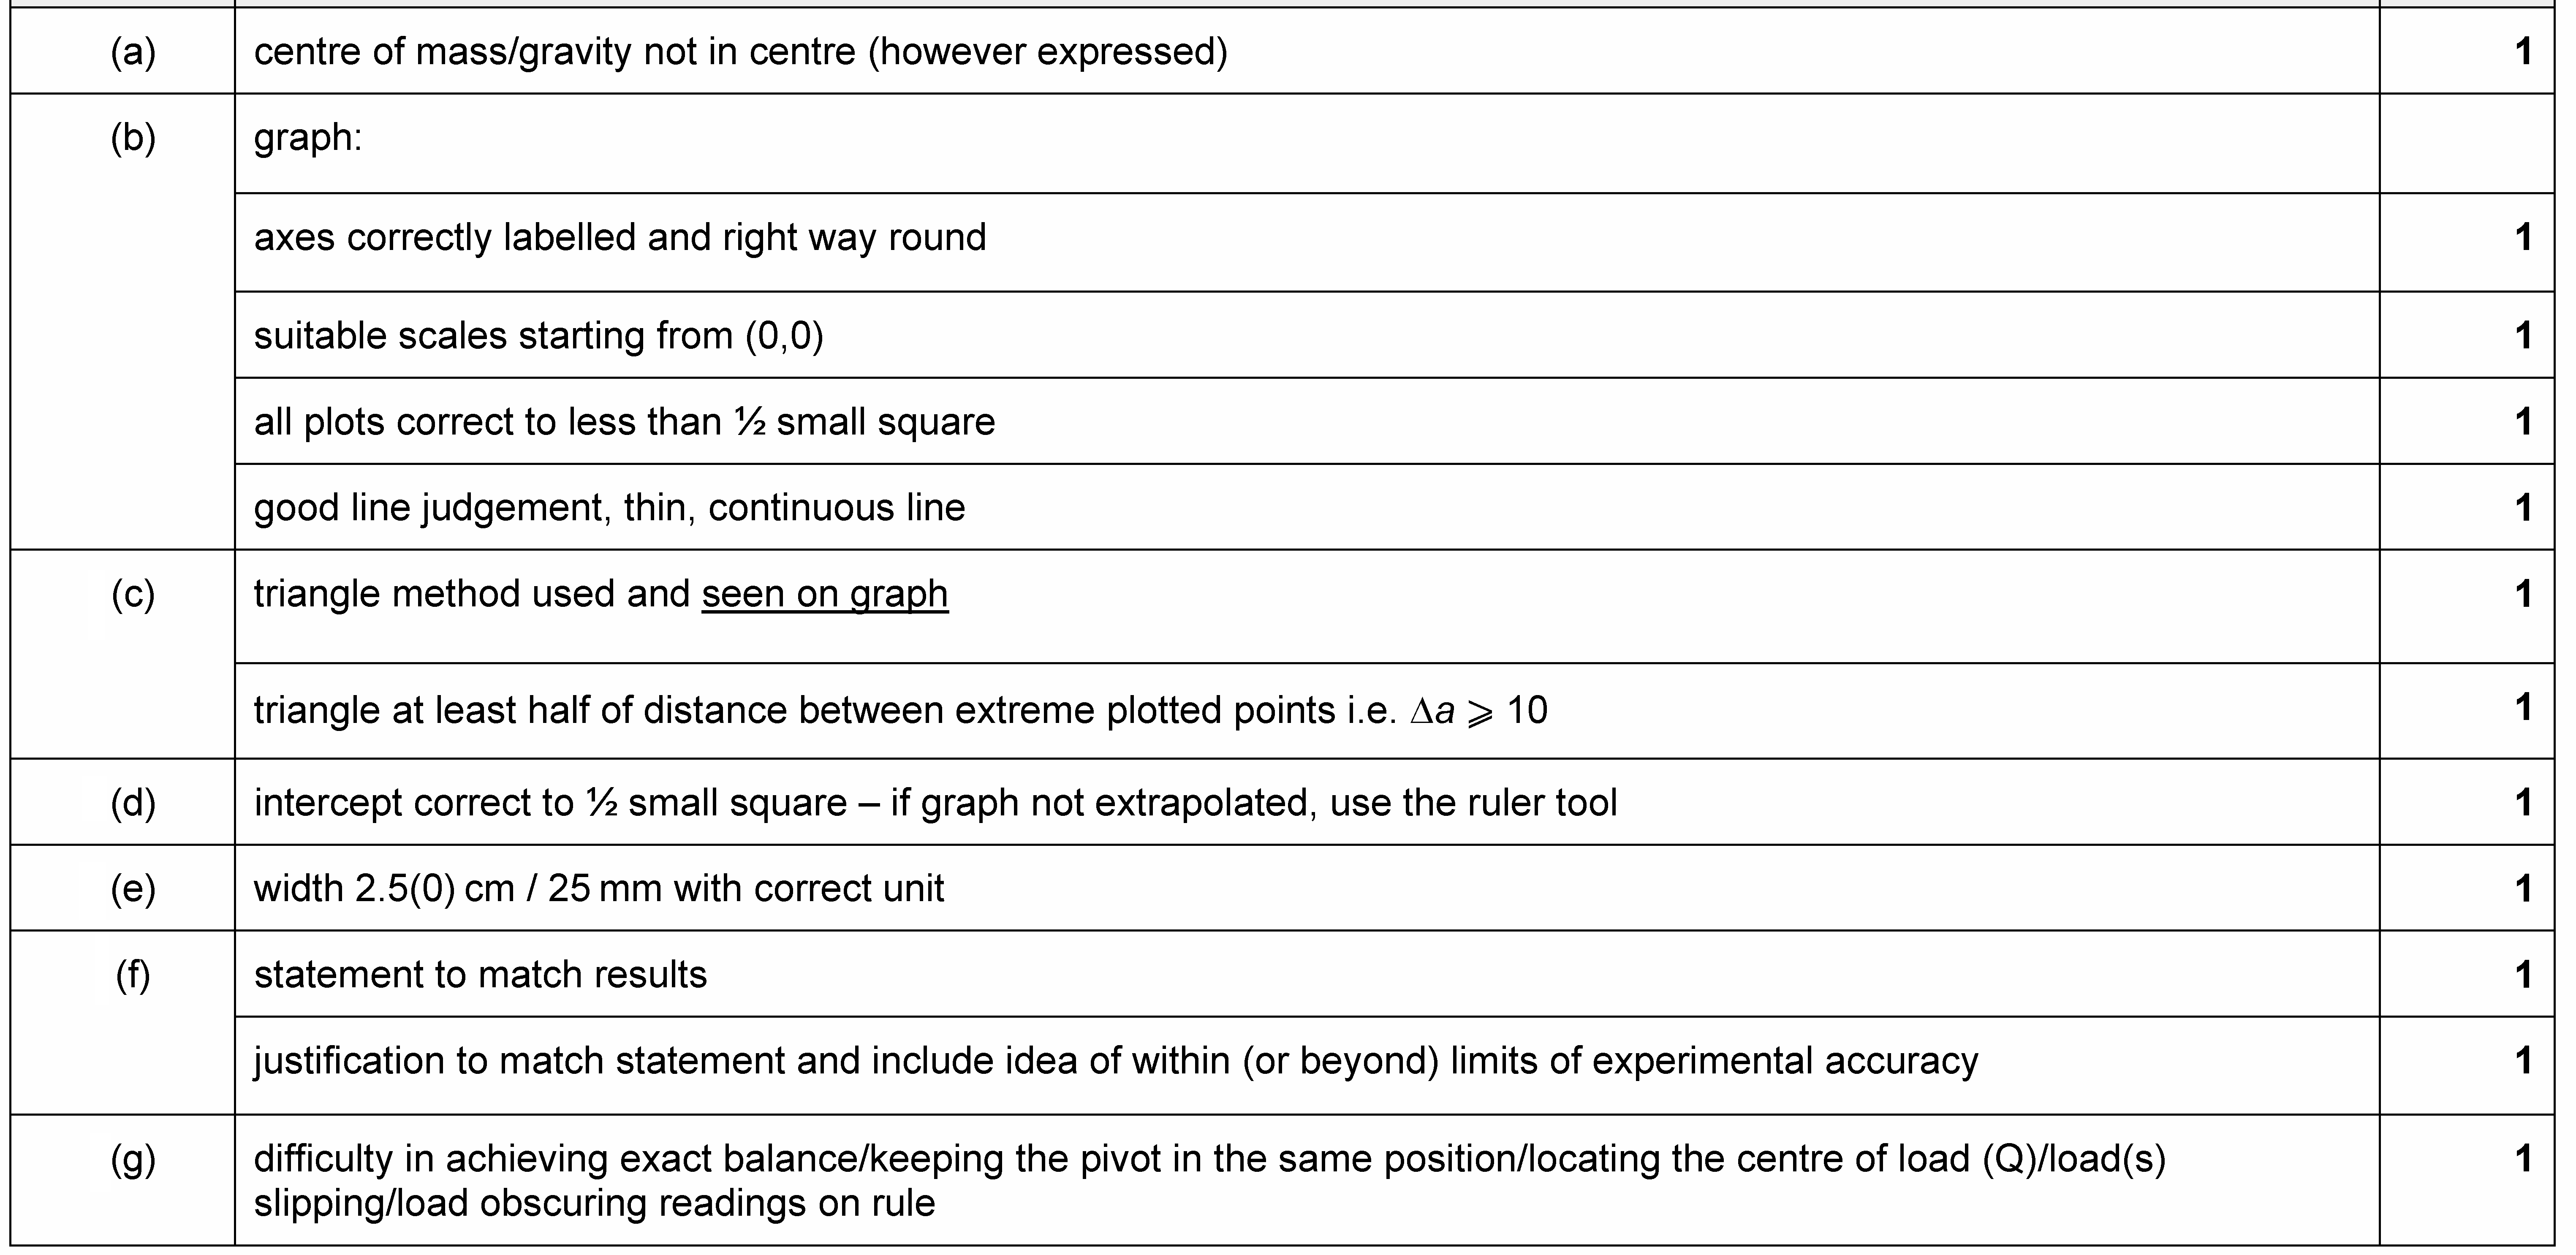 (a) centre of mass/gravity not in centre (however expressed) 1
(b) graph:
axes correctly labelled and right way round 1
suitable scales starting from (0,0) 1
all plots correct to less than ½ small square 1
good line judgement, thin, continuous line 1
(c) triangle method used and seen on graph 1
triangle at least half of distance between extreme plotted points i.e. Δa ⩾ 10 1
(d) intercept correct to ½ small square – if graph not extrapolated, use the ruler tool 1
(e) width 2.5(0) cm / 25 mm with correct unit 1
(f) statement to match results 1
justification to match statement and include idea of within (or beyond) limits of experimental accuracy 1
(g) difficulty in achieving exact balance/keeping the pivot in the same position/locating the centre of load (Q)/load(s) 1
slipping/load obscuring readings on rule